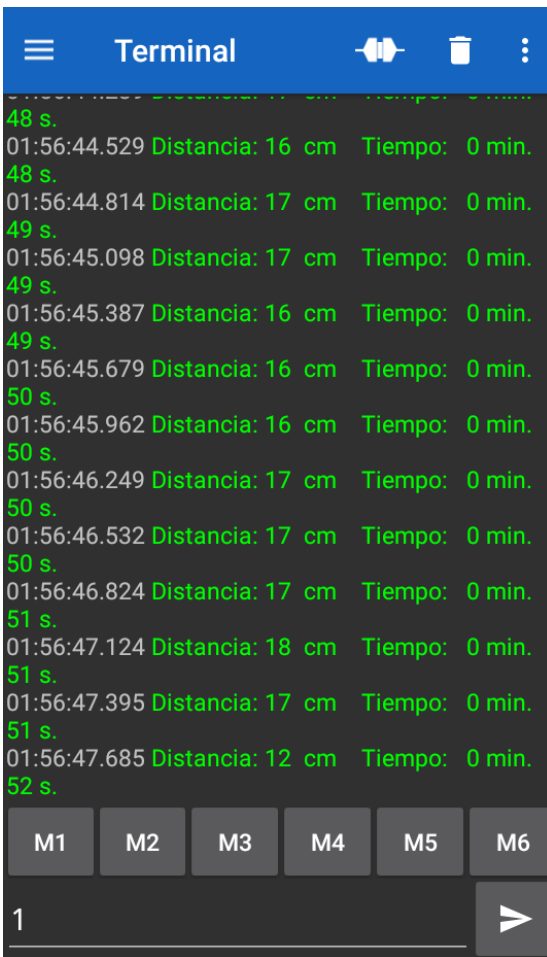 Terminal
48 s.
01:56:44.529 Distancia: 16 cm Tiempo: 0 min.
48 s.
01:56:44.814 Distancia: 17 cm Tiempo: 0 min.
49 s.
01:56:45.098 Distancia: 17 cm Tiempo: 0 min.
49 s.
01:56:45.387 Distancia: 16 cm Tiempo: 0 min.
49 s.
01:56:45.679 Distancia: 16 cm Tiempo: 0 min.
50 s.
01:56:45.962 Distancia: 16 cm Tiempo: 0 min.
50 s.
01:56:46.249 Distancia: 17 cm Tiempo: 0 min.
50 s.
01:56:46.532 Distancia: 17 cm Tiempo: 0 min.
50 s.
01:56:46.824 Distancia: 17 cm Tiempo: 0 min.
51 s.
01:56:47.124 Distancia: 18 cm Tiempo: 0 min.
51 s.
01:56:47.395 Distancia: 17 cm Tiempo: 0 min.
51 s.
01:56:47.685 Distancia: 12 cm Tiempo: 0 min.
52 s.
M1 M2 M3 M4 M5 M6
1